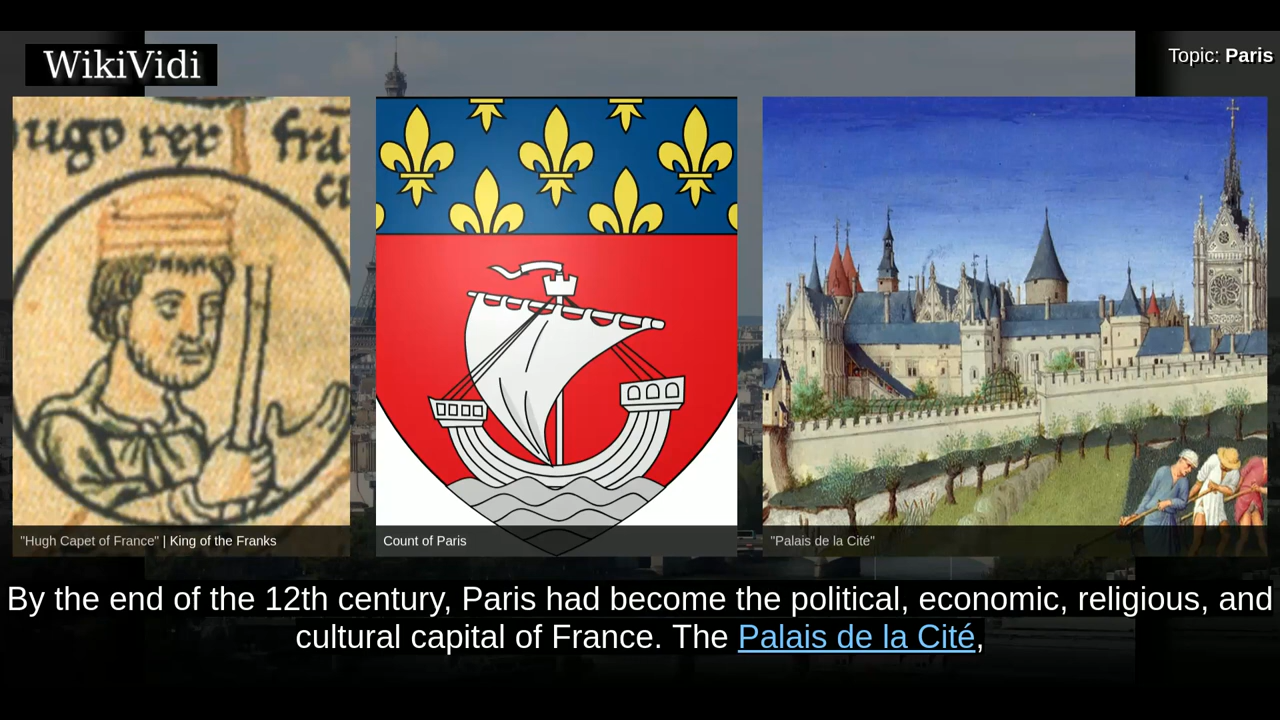 WikiVidi
Topic: Paris
ugo rex fra
"Hugh Capet of France" | King of the Franks
Count of Paris
"Palais de la Cité"
By the end of the 12th century, Paris had become the political, economic, religious, and
cultural capital of France. The Palais de la Cité,